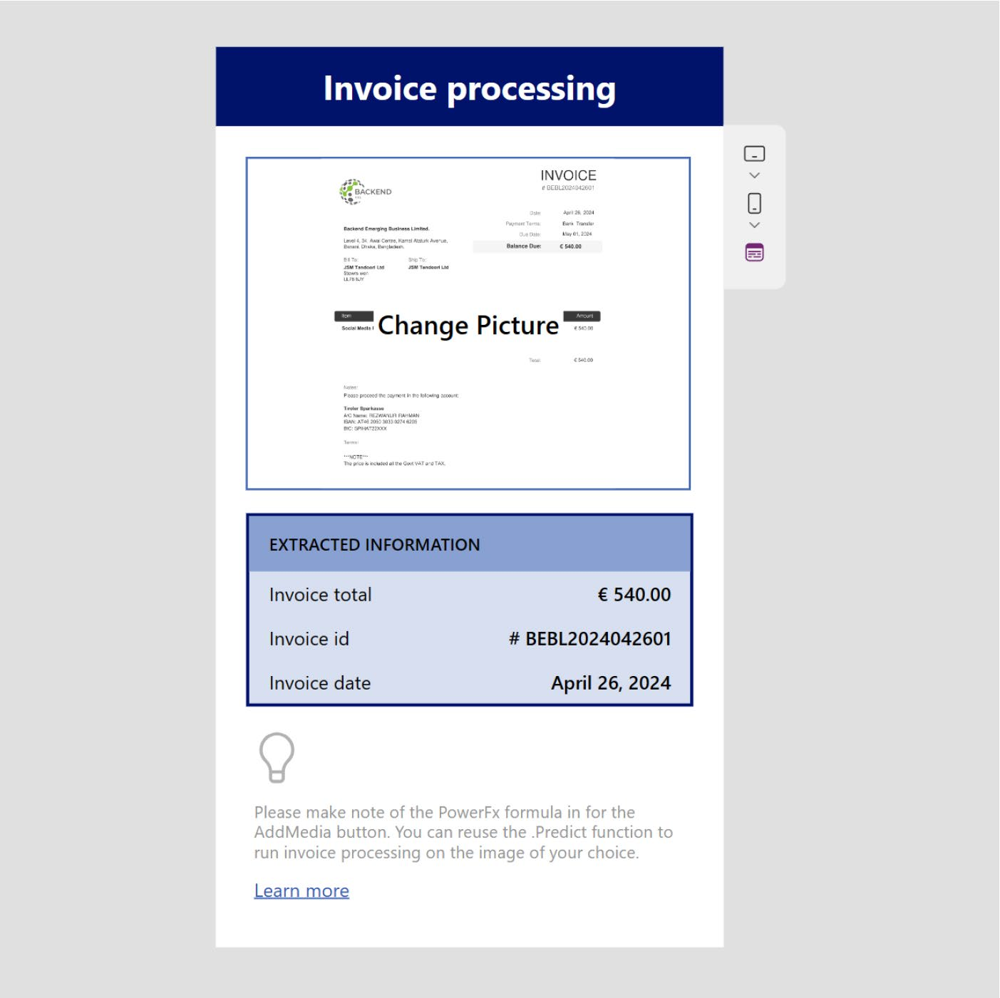 Invoice processing
INVOICE
# BEBL2024042601
BACKEND
Date: April 26, 2024
Payment Terms: Bank Transfer
Due Date: May 01, 2024
Balance Due: € 540.00
Backend Emerging Business Limited.
Level 4, 34, Awal Centre, Kamal Ataturk Avenue,
Banani, Dhaka, Bangladesh.
Bill To: Ship To:
JSM Tandoori Ltd JSM Tandoori Ltd
LL78
Item Amount
Social Media € 540.00
Change Picture
Total: € 540.00
Notes:
Please proceed the payment in the following account:
Tiroler Sparkasse
A/C Name: REZWANUR RAHMAN
IBAN: AT46 2050 3033 0274 6205
BIC: SPIHAT22XXX
Terms:
***NOTE***
The price is included all the Govt VAT and TAX.
EXTRACTED INFORMATION
Invoice total € 540.00
Invoice id # BEBL2024042601
Invoice date April 26, 2024
Please make note of the PowerFx formula in for the
AddMedia button. You can reuse the .Predict function to
run invoice processing on the image of your choice.
Learn more